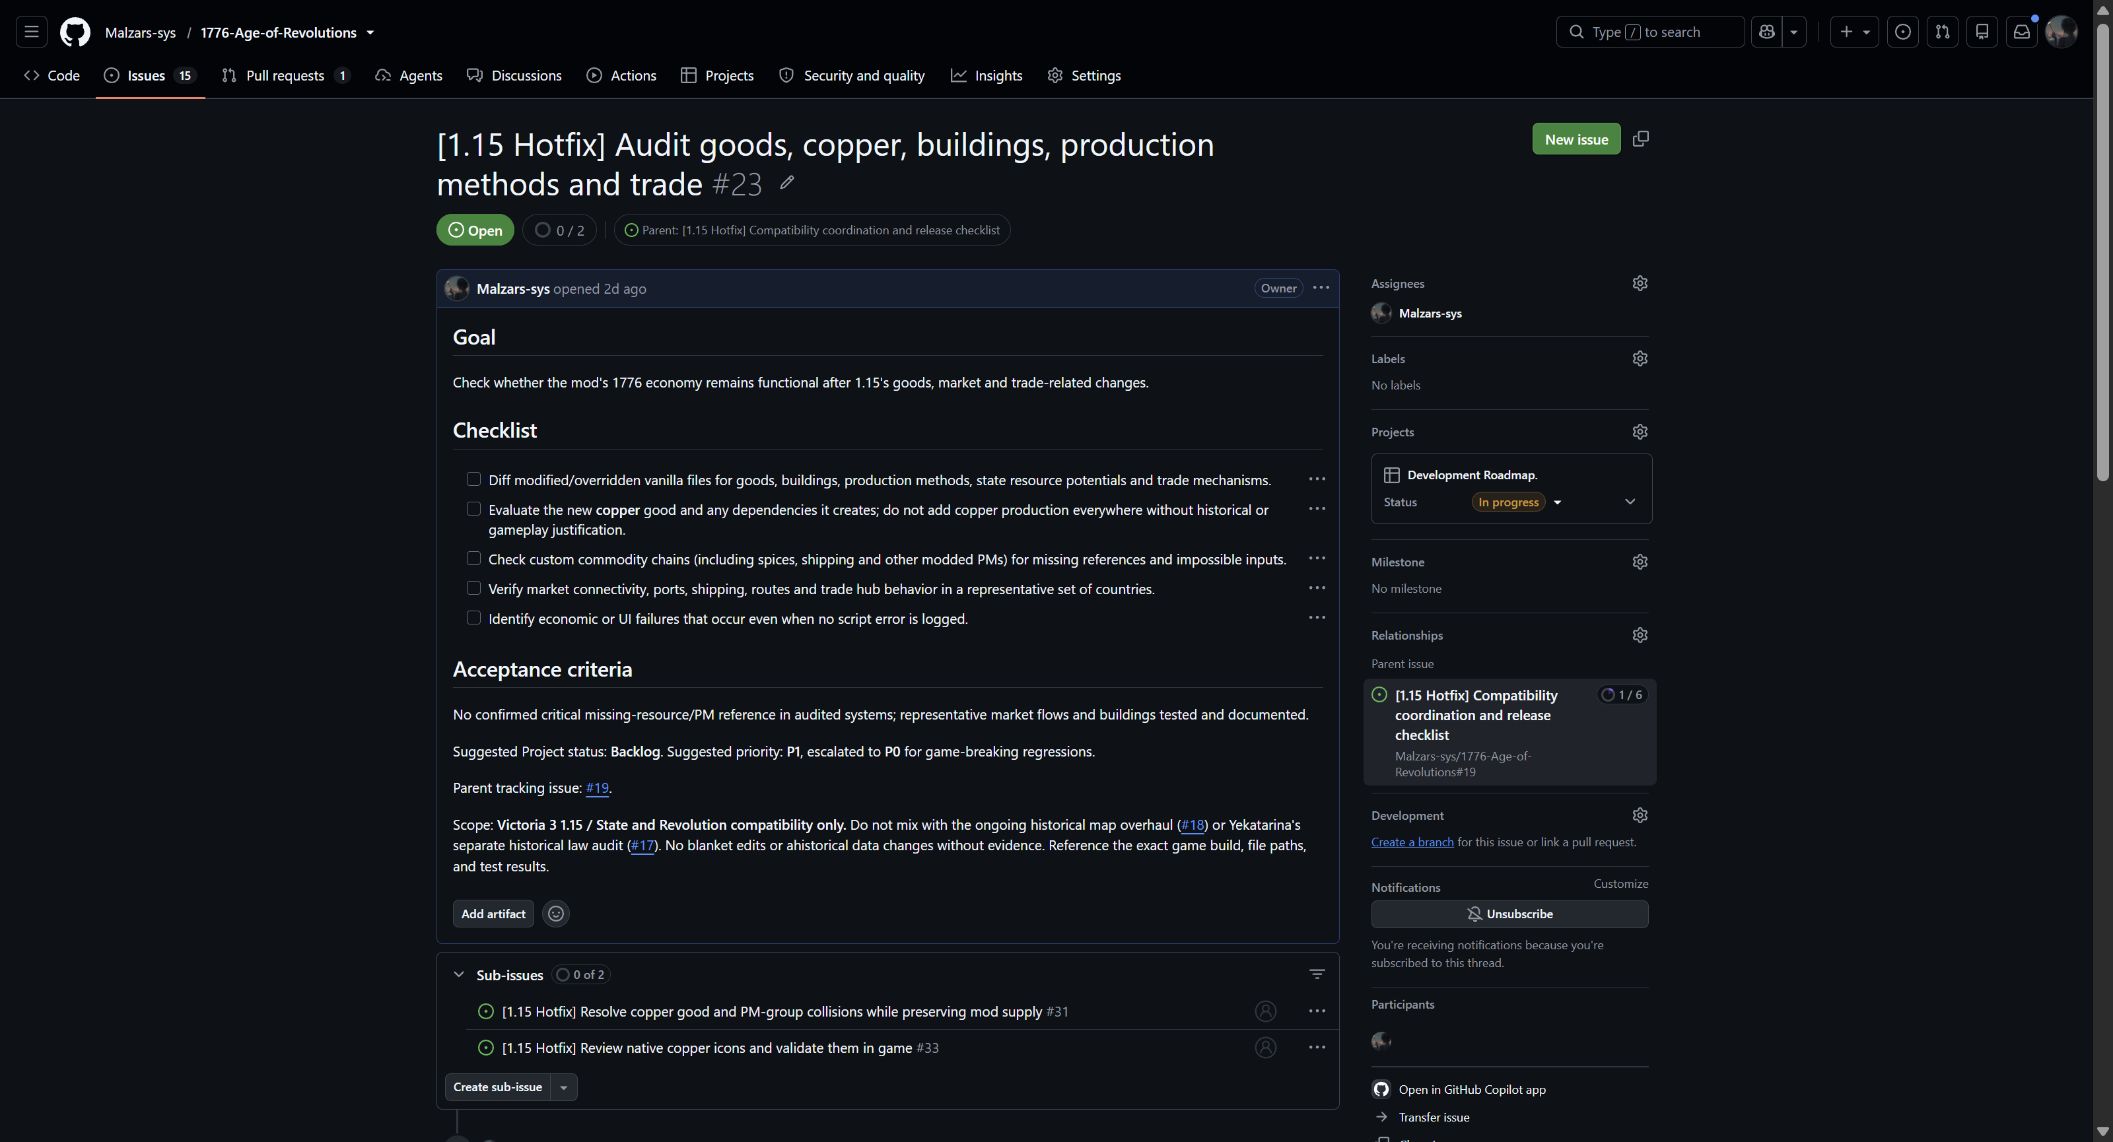 Malzars-sys / 1776-Age-of-Revolutions
Type / to search
Code
Issues 15
Pull requests 1
Agents
Discussions
Actions
Projects
Security and quality
Insights
Settings
[1.15 Hotfix] Audit goods, copper, buildings, production
methods and trade #23
New issue
Open
0 / 2
Parent: [1.15 Hotfix] Compatibility coordination and release checklist
Malzars-sys opened 2d ago
Owner
Goal
Check whether the mod's 1776 economy remains functional after 1.15's goods, market and trade-related changes.
Checklist
Diff modified/overridden vanilla files for goods, buildings, production methods, state resource potentials and trade mechanisms.
Evaluate the new copper good and any dependencies it creates; do not add copper production everywhere without historical or
gameplay justification.
Check custom commodity chains (including spices, shipping and other modded PMs) for missing references and impossible inputs.
Verify market connectivity, ports, shipping, routes and trade hub behavior in a representative set of countries.
Identify economic or UI failures that occur even when no script error is logged.
Acceptance criteria
No confirmed critical missing-resource/PM reference in audited systems; representative market flows and buildings tested and documented.
Suggested Project status: Backlog. Suggested priority: P1, escalated to P0 for game-breaking regressions.
Parent tracking issue: #19.
Scope: Victoria 3 1.15 / State and Revolution compatibility only. Do not mix with the ongoing historical map overhaul (#18) or Yekatarina's
separate historical law audit (#17). No blanket edits or ahistorical data changes without evidence. Reference the exact game build, file paths,
and test results.
Add artifact
Sub-issues 0 of 2
[1.15 Hotfix] Resolve copper good and PM-group collisions while preserving mod supply #31
[1.15 Hotfix] Review native copper icons and validate them in game #33
Create sub-issue
Assignees
Malzars-sys
Labels
No labels
Projects
Development Roadmap.
Status In progress
Milestone
No milestone
Relationships
Parent issue
[1.15 Hotfix] Compatibility 1 / 6
coordination and release
checklist
Malzars-sys/1776-Age-of-
Revolutions#19
Development
Create a branch for this issue or link a pull request.
Notifications
Customize
Unsubscribe
You're receiving notifications because you're
subscribed to this thread.
Participants
Open in GitHub Copilot app
Transfer issue